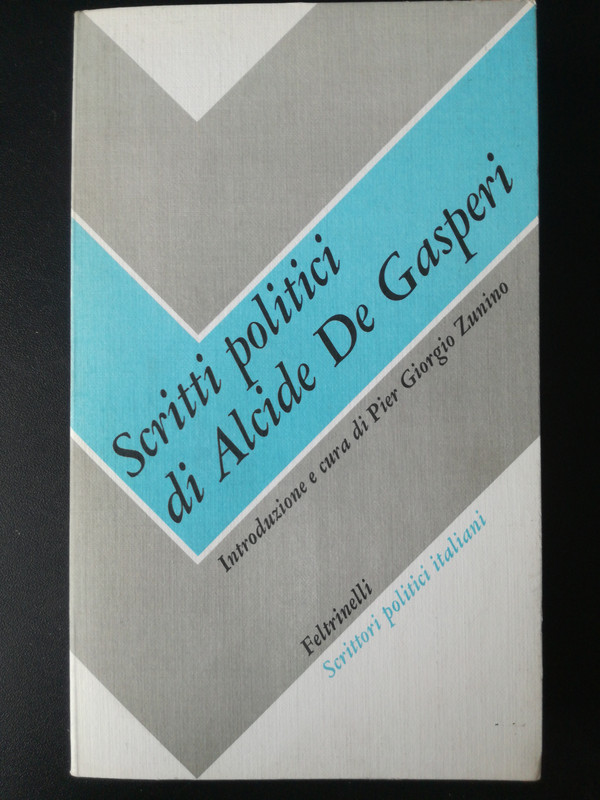 Scritti politici
di Alcide De Gasperi
Introduzione e cura di Pier Giorgio Zunino
Feltrinelli
Scrittori politici italiani